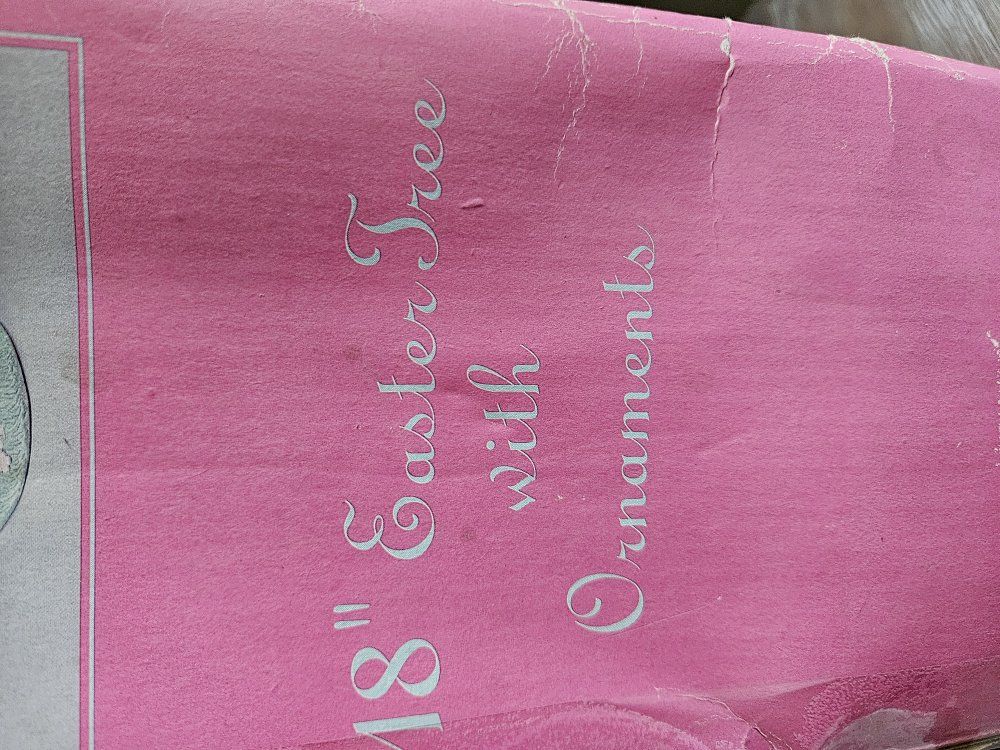 18" Easter Tree
with
Ornaments